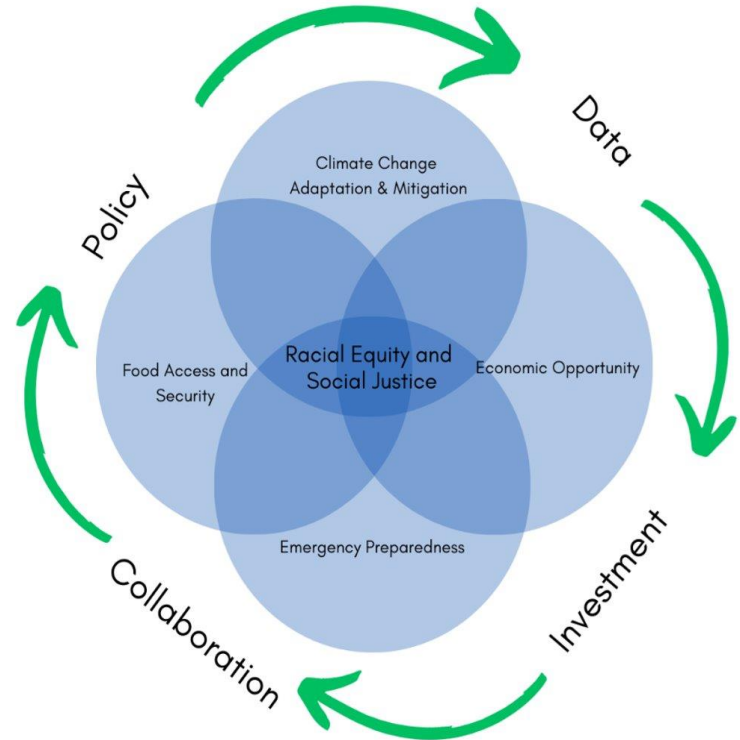 Data
Climate Change
Adaptation & Mitigation
Policy
Racial Equity and
Social Justice
Food Access and
Security
Economic Opportunity
Emergency Preparedness
Investment
Collaboration